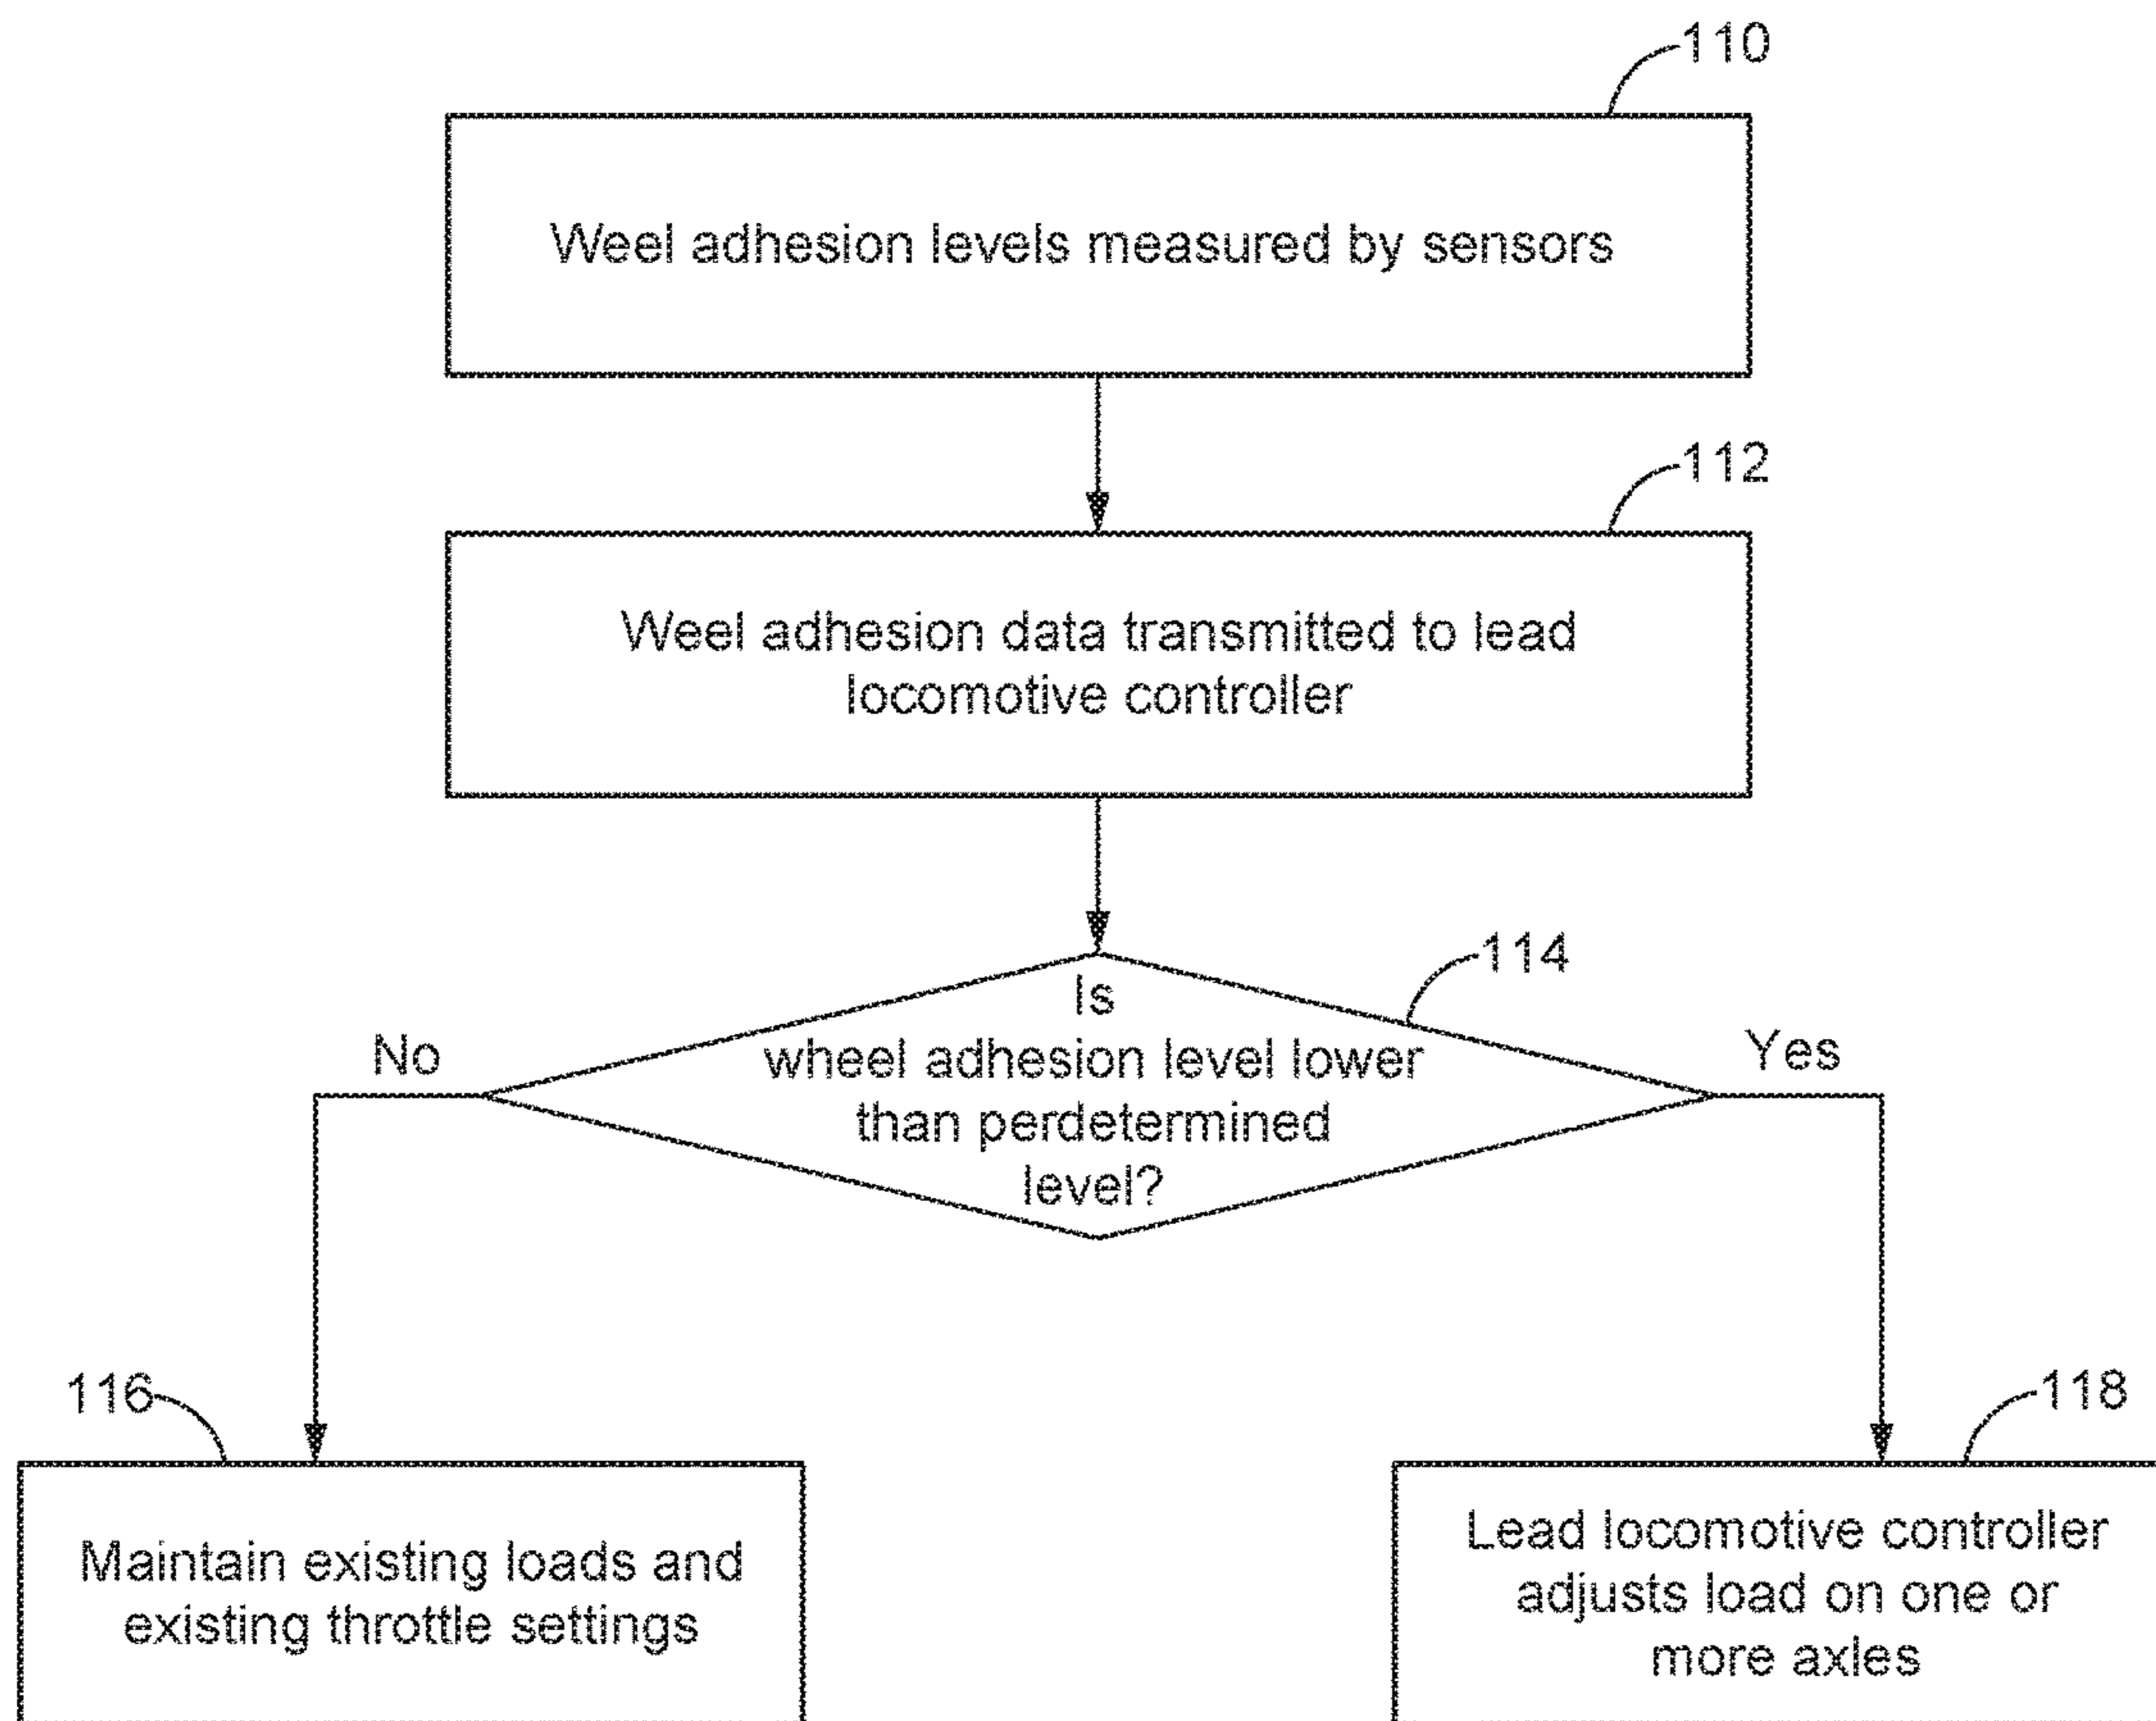 110
Weel adhesion levels measured by sensors
112
Weel adhesion data transmitted to lead
locomotive controller
114
Is
wheel adhesion level lower
than perdetermined
level?
No
Yes
116
118
Maintain existing loads and
existing throttle settings
Lead locomotive controller
adjusts load on one or
more axles